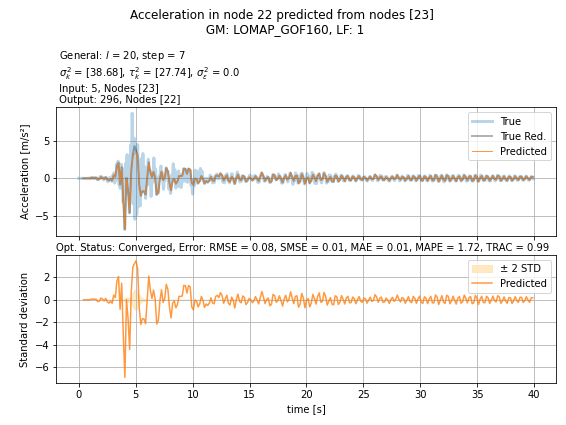 Acceleration in node 22 predicted from nodes [23]
GM: LOMAP_GOF160, LF: 1
General: l = 20, step = 7
σ²ₖ = [38.68], τ²ₖ = [27.74], σ²_ε = 0.0
Input: 5, Nodes [23]
Output: 296, Nodes [22]
Acceleration [m/s²]
5
0
−5
True
True Red.
Predicted
Opt. Status: Converged, Error: RMSE = 0.08, SMSE = 0.01, MAE = 0.01, MAPE = 1.72, TRAC = 0.99
Standard deviation
2
0
−2
−4
−6
± 2 STD
Predicted
0 5 10 15 20 25 30 35 40
time [s]